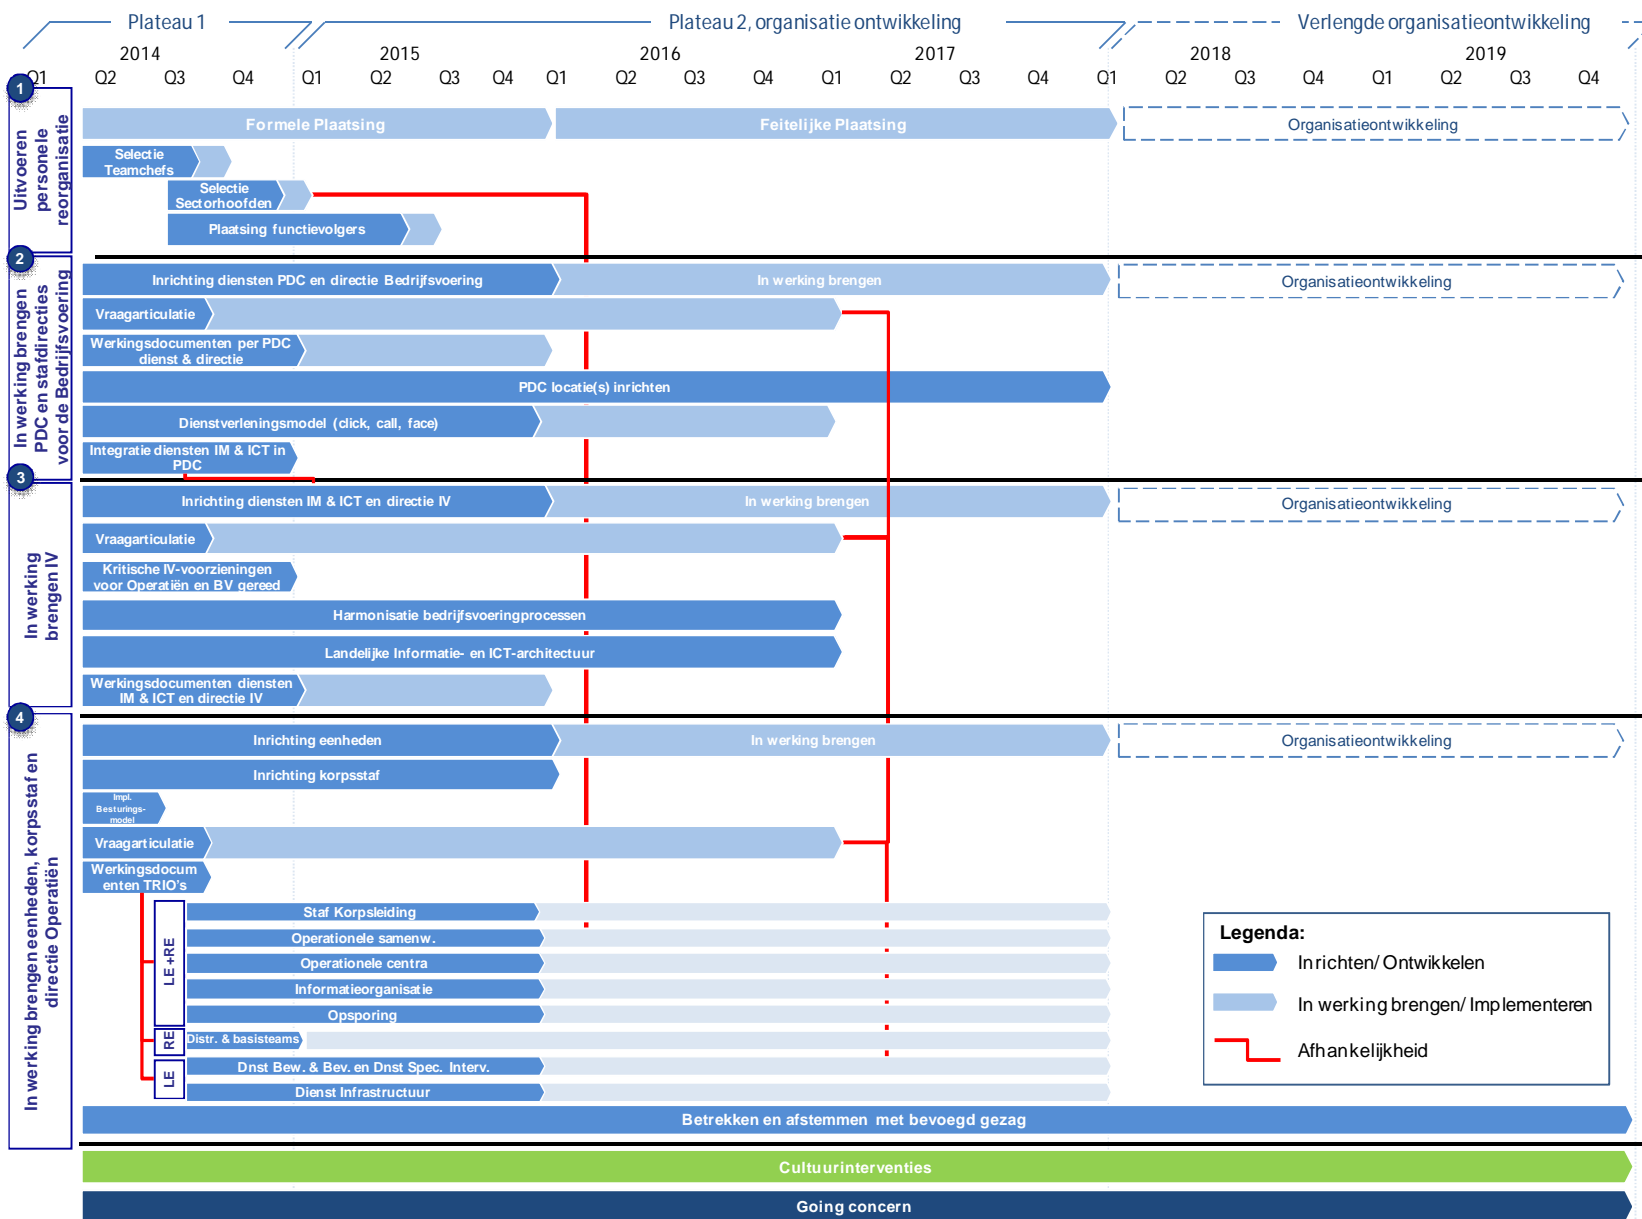 Plateau 1
Plateau 2, organisatie ontwikkeling
Verlengde organisatieontwikkeling
2014
2015
2016
2017
2018
2019
Q1 Q2 Q3 Q4 Q1 Q2 Q3 Q4 Q1 Q2 Q3 Q4 Q1 Q2 Q3 Q4 Q1 Q2 Q3 Q4 Q1 Q2 Q3 Q4
1
Uitvoeren
personele
reorganisatie
Formele Plaatsing
Feitelijke Plaatsing
Organisatieontwikkeling
Selectie
Teamchefs
Selectie
Sectorhoofden
Plaatsing functievolgers
2
In werking brengen
PDC en stafdirecties
voor de Bedrijfsvoering
Inrichting diensten PDC en directie Bedrijfsvoering
In werking brengen
Organisatieontwikkeling
Vraagarticulatie
Werkingsdocumenten per PDC
dienst & directie
PDC locatie(s) inrichten
Dienstverleningsmodel (click, call, face)
Integratie diensten IM & ICT in
PDC
3
In werking
brengen IV
Inrichting diensten IM & ICT en directie IV
In werking brengen
Organisatieontwikkeling
Vraagarticulatie
Kritische IV-voorzieningen
voor Operatiën en BV gereed
Harmonisatie bedrijfsvoeringprocessen
Landelijke Informatie- en ICT-architectuur
Werkingsdocumenten diensten
IM & ICT en directie IV
4
In werking brengen eenheden, korpsstaf en
directie Operatiën
Inrichting eenheden
In werking brengen
Organisatieontwikkeling
Inrichting korpsstaf
Impl.
Besturings-
model
Vraagarticulatie
Werkingsdocum
enten TRIO's
LE +RE
Staf Korpsleiding
Operationele samenw.
Operationele centra
Informatieorganisatie
Opsporing
RE
Distr. & basisteams
LE
Dnst Bew. & Bev. en Dnst Spec. Interv.
Dienst Infrastructuur
Betrekken en afstemmen met bevoegd gezag
Cultuurinterventies
Going concern
Legenda:
Inrichten/ Ontwikkelen
In werking brengen/ Implementeren
Afhankelijkheid